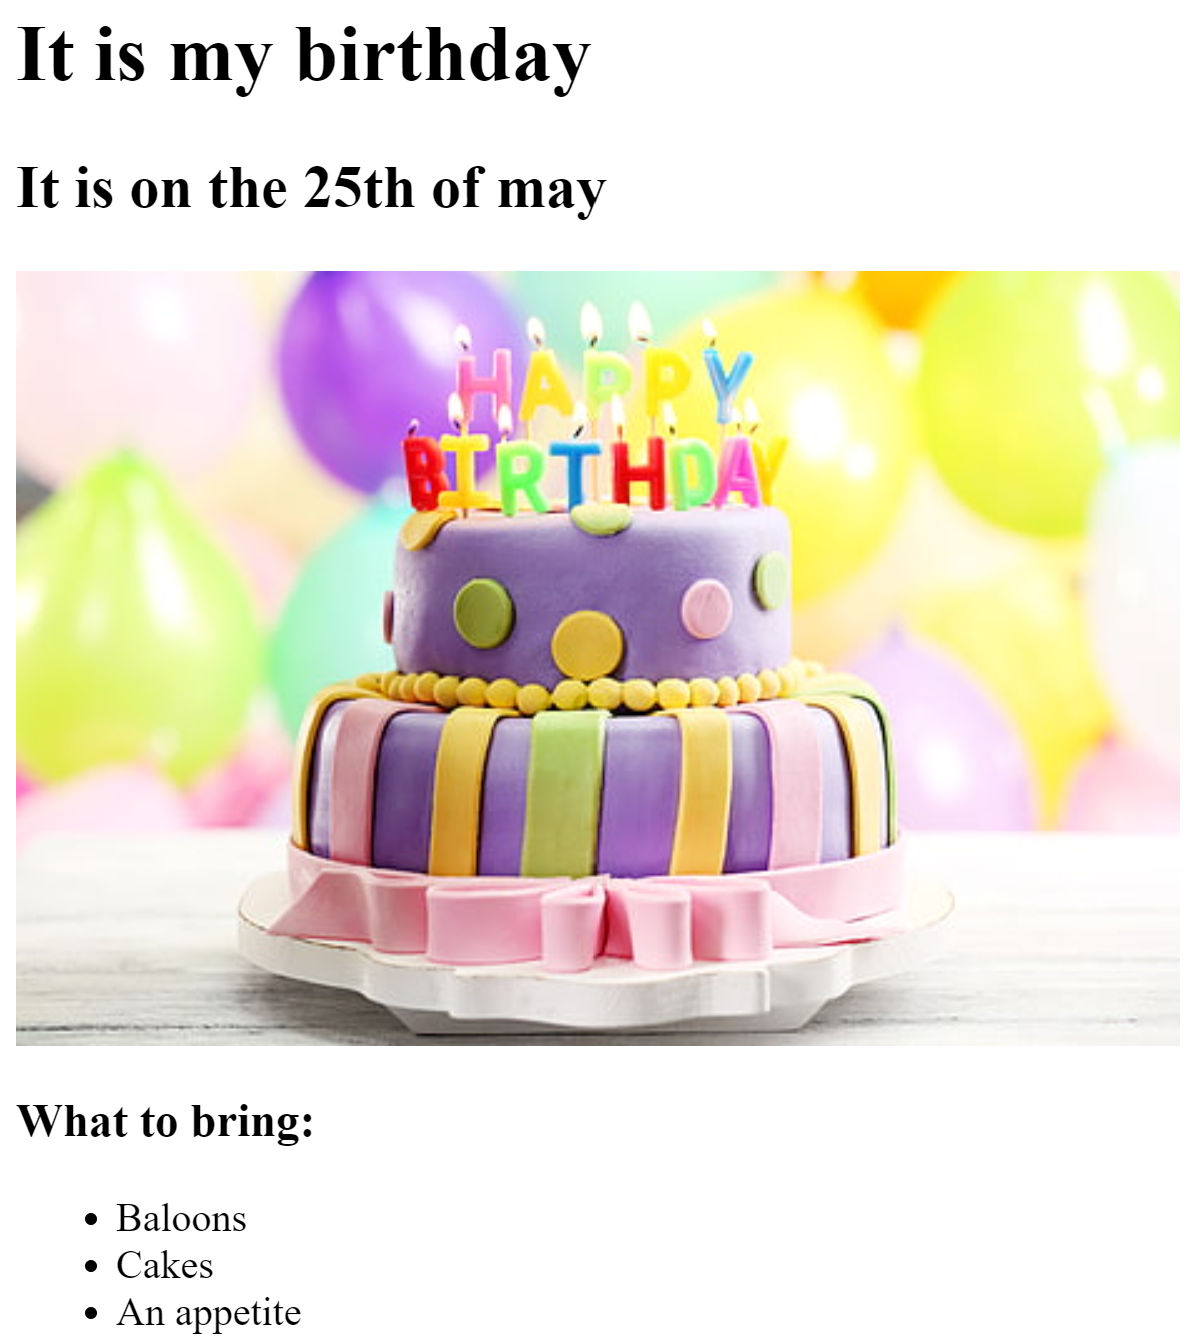 It is my birthday
It is on the 25th of may
HAPPY
BIRTHDAY
What to bring:
Baloons
Cakes
An appetite